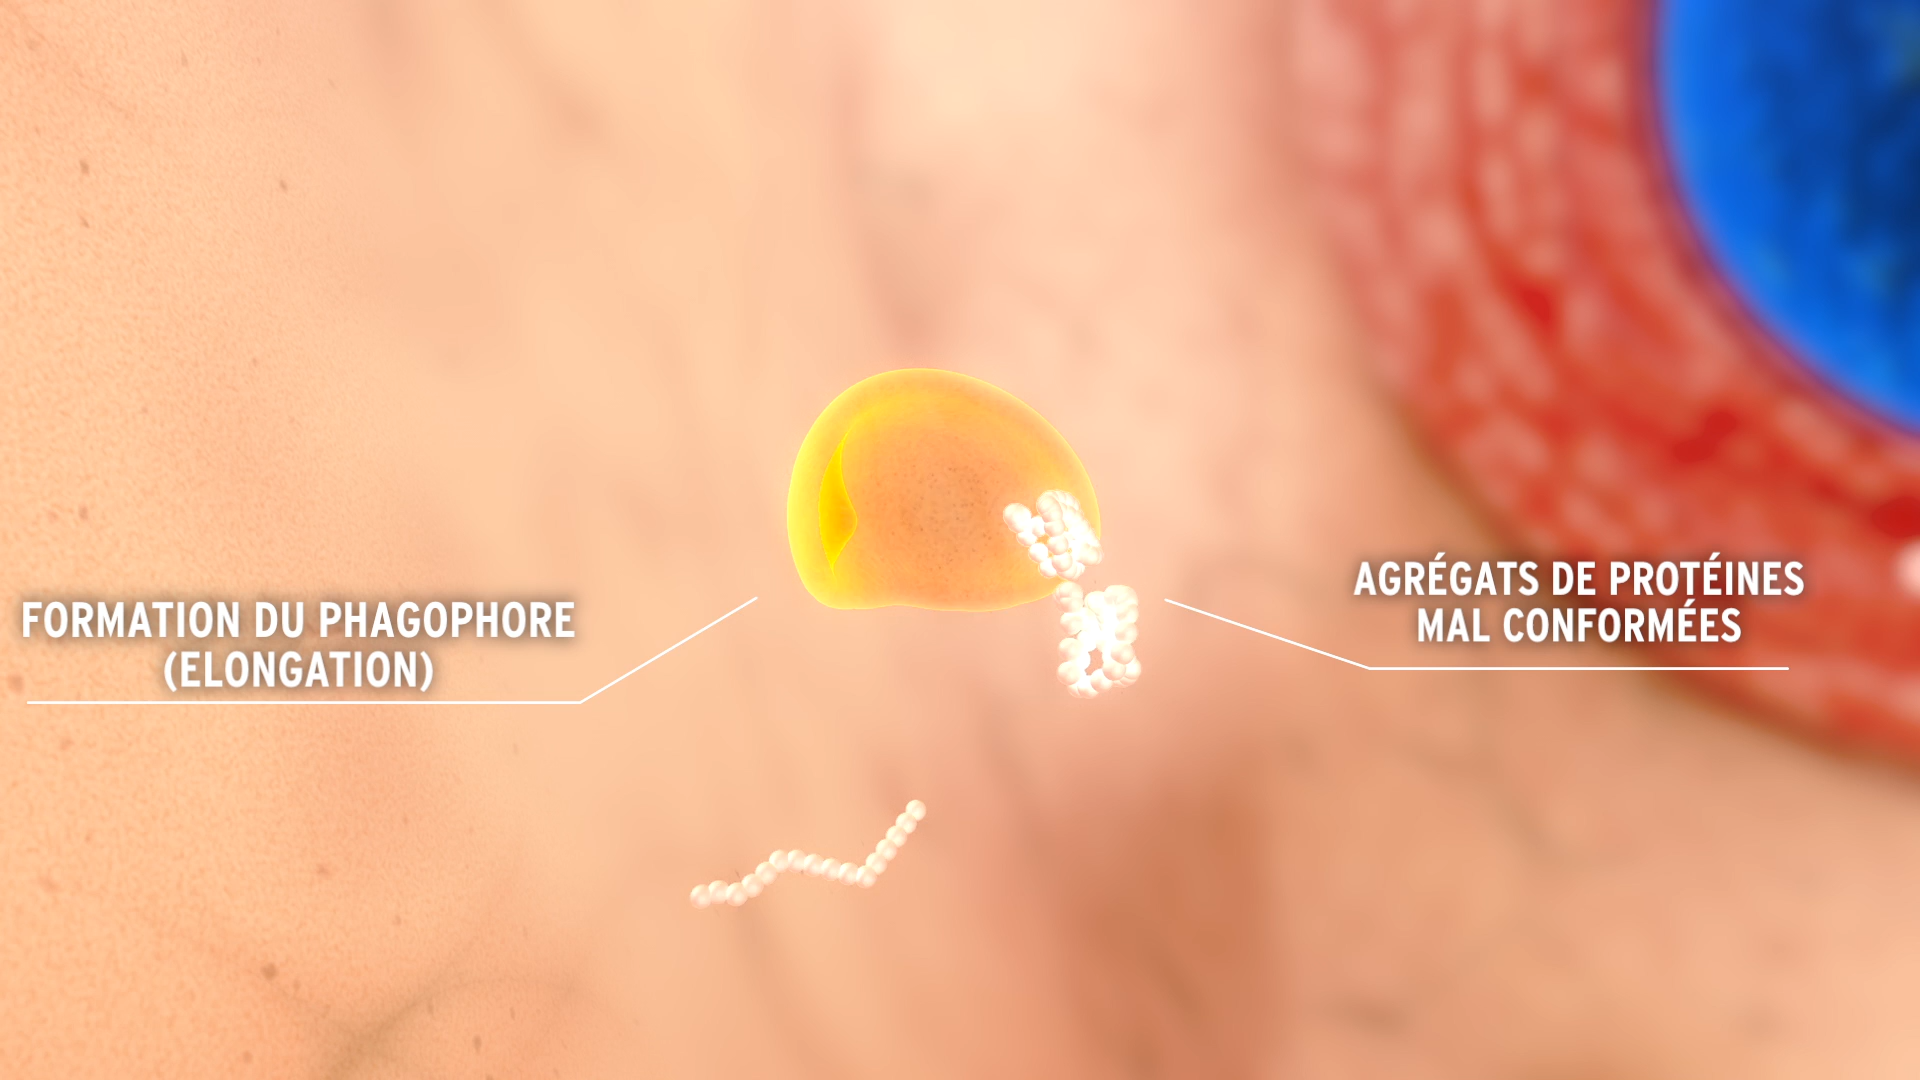 FORMATION DU PHAGOPHORE
(ELONGATION)
AGRÉGATS DE PROTÉINES
MAL CONFORMÉES